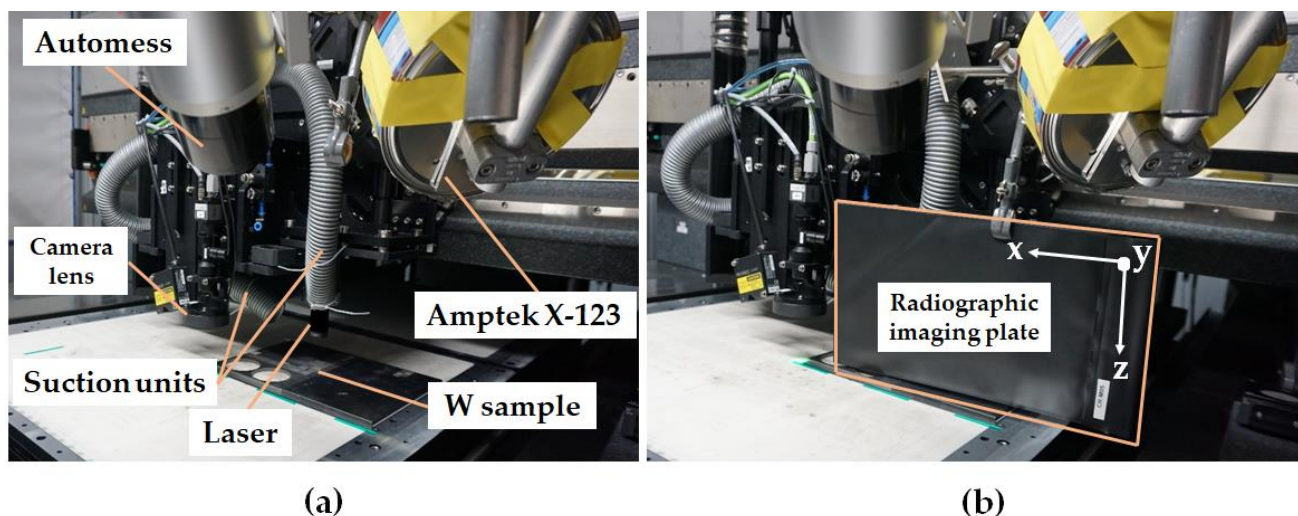 Automess
Camera
lens
Suction units
Laser
W sample
Amptek X-123
(a)
x
y
z
Radiographic
imaging plate
(b)